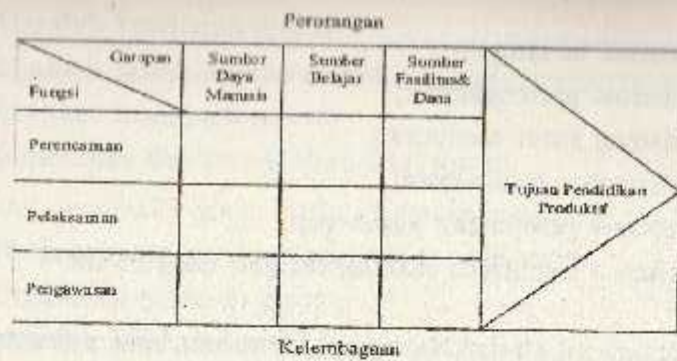 Perorangan
Garapan
Fungsi
Sumber
Daya
Manusia
Sumber
Belajar
Sumber
Fasilitas&
Dana
Perencanaan
Pelaksanaan
Pengawasan
Tujuan Pendidikan
Produktif
Kelembagaan